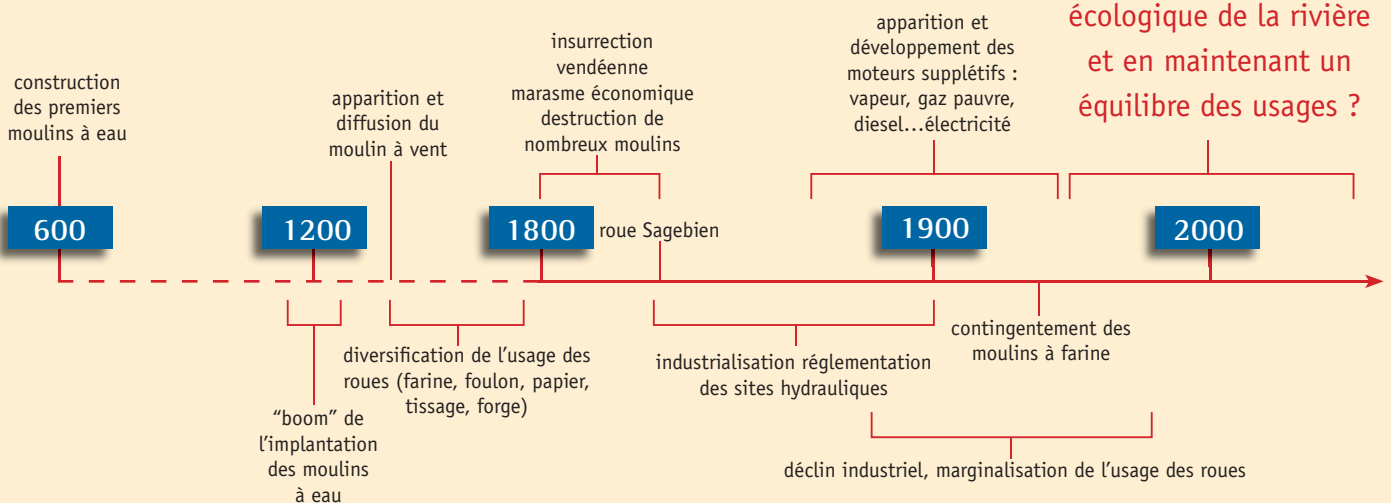 construction
des premiers
moulins à eau
apparition et
diffusion du
moulin à vent
insurrection
vendéenne
marasme économique
destruction de
nombreux moulins
apparition et
développement des
moteurs supplétifs :
vapeur, gaz pauvre,
diesel...électricité
écologique de la rivière
et en maintenant un
équilibre des usages ?
600
1200
1800
roue Sagebien
1900
2000
“boom” de
l’implantation
des moulins
à eau
diversification de l’usage des
roues (farine, foulon, papier,
tissage, forge)
industrialisation réglementation
des sites hydrauliques
contingentement des
moulins à farine
déclin industriel, marginalisation de l’usage des roues